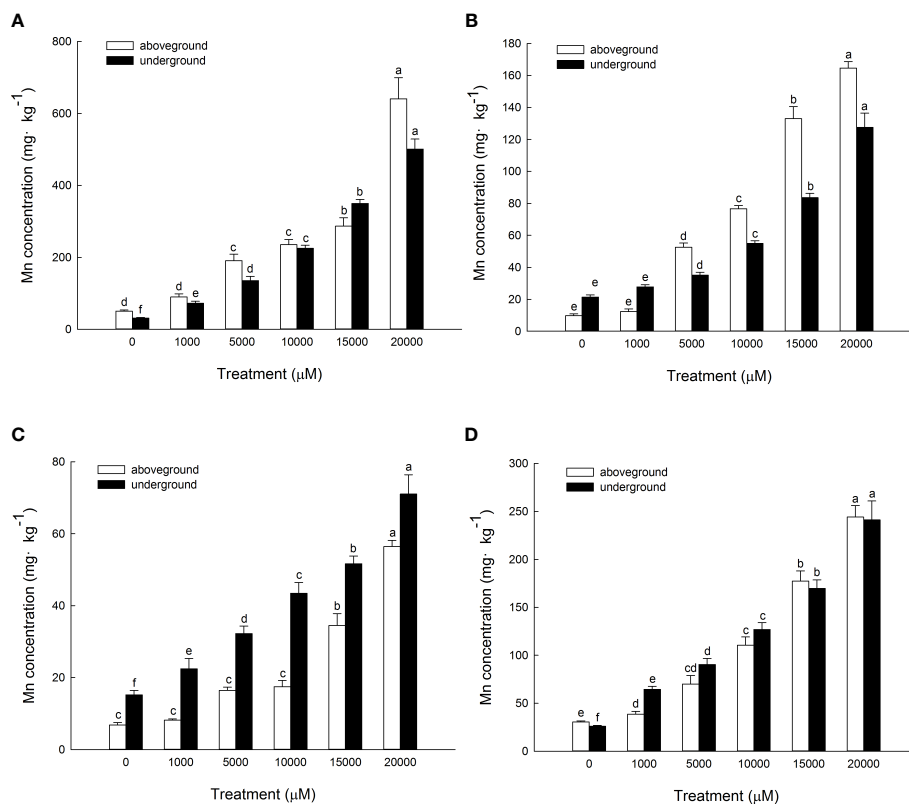 A
800
600
400
200
0
Mn concentration (mg· kg-1)
aboveground
underground
d f
d e
c d
c c
b b
a a
0 1000 5000 10000 15000 20000
Treatment (μM)
B
180
160
140
120
100
80
60
40
20
0
Mn concentration (mg· kg-1)
aboveground
underground
e e
e e
d d
c c
b b
a a
0 1000 5000 10000 15000 20000
Treatment (μM)
C
80
60
40
20
0
Mn concentration (mg· kg-1)
aboveground
underground
c f
c e
c d
c c
b b
a a
0 1000 5000 10000 15000 20000
Treatment (μM)
D
300
250
200
150
100
50
0
Mn concentration (mg· kg-1)
aboveground
underground
e f
d e
cd d
c c
b b
a a
0 1000 5000 10000 15000 20000
Treatment (μM)